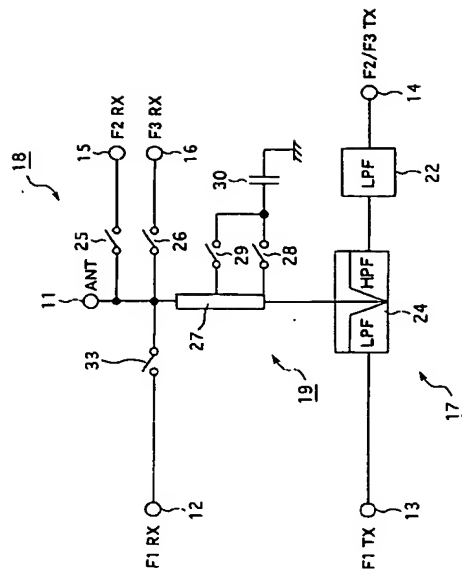 18
11
ANT
25
15
F2 RX
33
26
16
F3 RX
F1 RX
12
27
29
28
30
19
F1 TX
13
LPF
HPF
24
17
LPF
22
14
F2/F3 TX